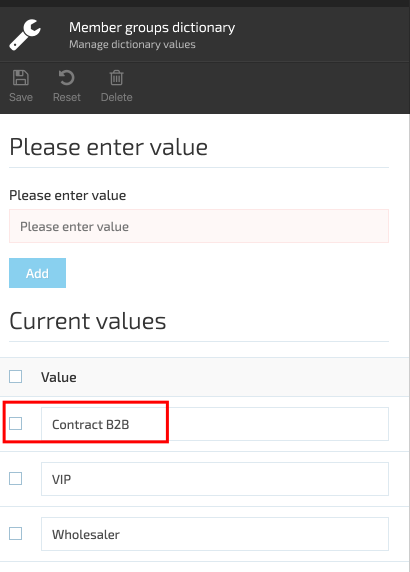 Member groups dictionary
Manage dictionary values
Save Reset Delete
Please enter value
Please enter value
Please enter value
Add
Current values
Value
Contract B2B
VIP
Wholesaler